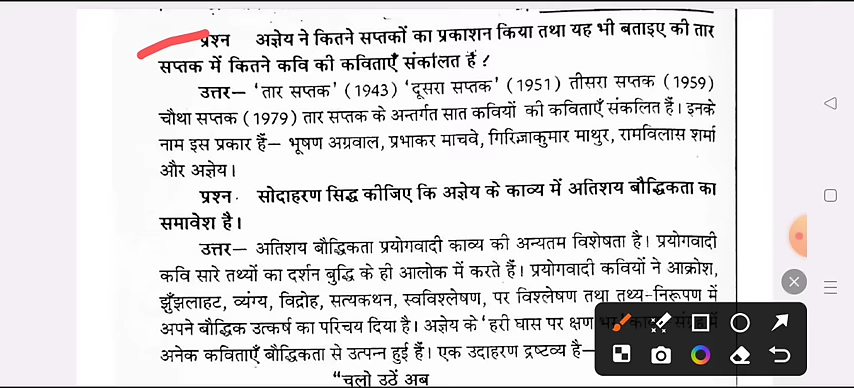 प्रश्न अज्ञेय ने कितने सप्तकों का प्रकाशन किया तथा यह भी बताइए की तार
सप्तक में कितने कवि की कविताएँ संकलित हैं ?
उत्तर– ‘तार सप्तक’ (1943) ‘दूसरा सप्तक’ (1951) तीसरा सप्तक (1959)
चौथा सप्तक (1979) तार सप्तक के अन्तर्गत सात कवियों की कविताएँ संकलित हैं। इनके
नाम इस प्रकार हैं– भूषण अग्रवाल, प्रभाकर माचवे, गिरिजाकुमार माथुर, रामविलास शर्मा
और अज्ञेय।
प्रश्न. सोदाहरण सिद्ध कीजिए कि अज्ञेय के काव्य में अतिशय बौद्धिकता का
समावेश है।
उत्तर– अतिशय बौद्धिकता प्रयोगवादी काव्य की अन्यतम विशेषता है। प्रयोगवादी
कवि सारे तथ्यों का दर्शन बुद्धि के ही आलोक में करते हैं। प्रयोगवादी कवियों ने आक्रोश,
झुँझलाहट, व्यंग्य, विद्रोह, सत्यकथन, स्वविश्लेषण, पर विश्लेषण तथा तथ्य-निरूपण में
अपने बौद्धिक उत्कर्ष का परिचय दिया है। अज्ञेय के ‘हरी घास पर क्षण
अनेक कविताएँ बौद्धिकता से उत्पन्न हुई हैं। एक उदाहरण द्रष्टव्य है–
“चलो उठें अब